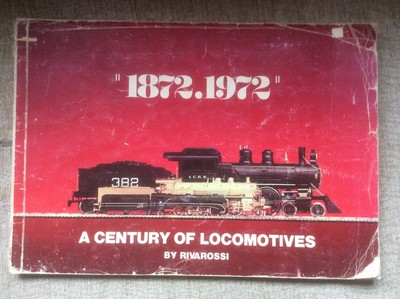 "1872.1972"
I.C.R.R.
382
A CENTURY OF LOCOMOTIVES
BY RIVAROSSI